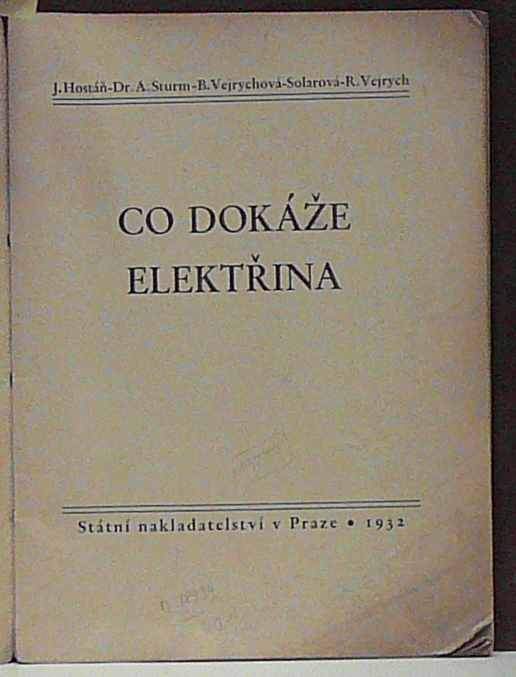 J. Hostáň-Dr. A. Sturm-B. Vejrychová-Solarová-R. Vejrych
CO DOKÁŽE
ELEKTŘINA
Státní nakladatelství v Praze • 1932